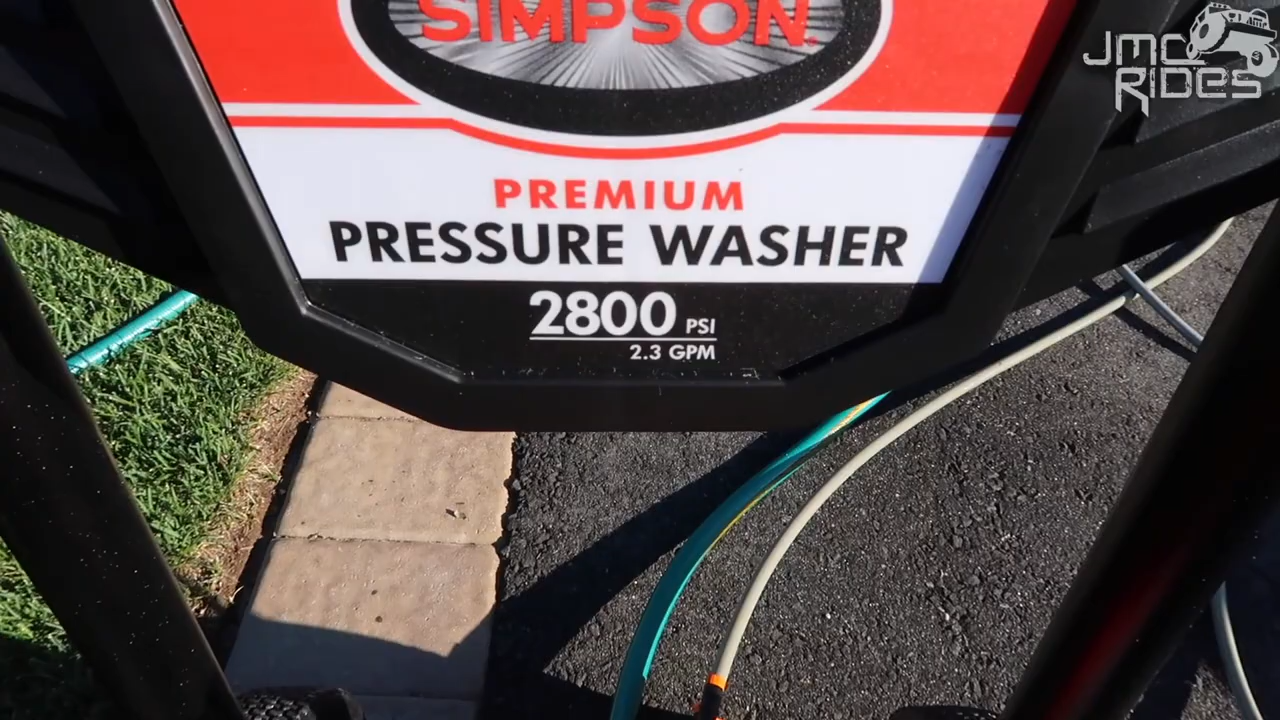 SIMPSON
JMC
RIDES
PREMIUM
PRESSURE WASHER
2800 PSI
2.3 GPM